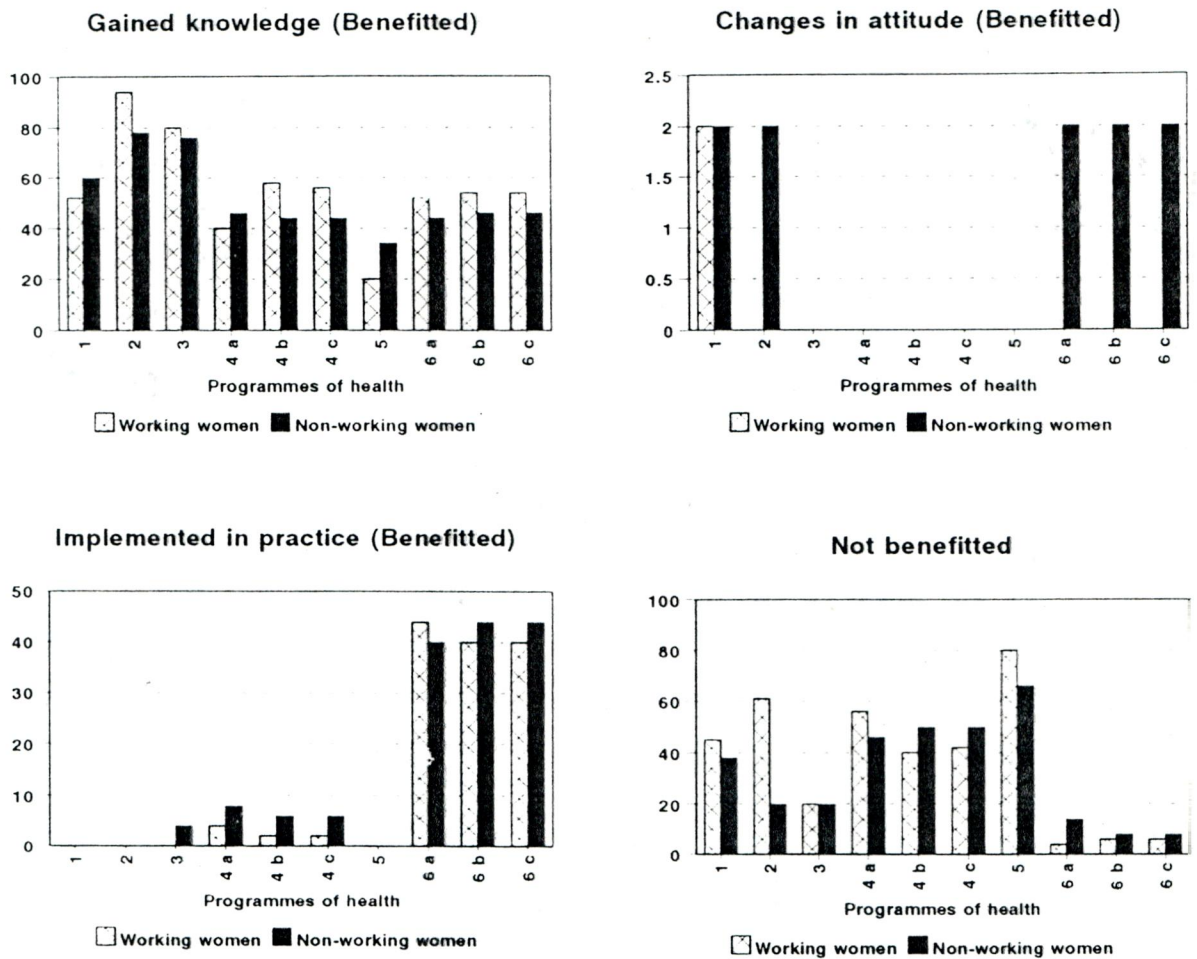 Gained knowledge (Benefitted)
100
80
60
40
20
0
1 2 3 4 a 4 b 4 c 5 6 a 6 b 6 c
Programmes of health
Working women Non-working women
Changes in attitude (Benefitted)
2.5
2
1.5
1
0.5
0
1 2 3 4 a 4 b 4 c 5 6 a 6 b 6 c
Programmes of health
Working women Non-working women
Implemented in practice (Benefitted)
50
40
30
20
10
0
1 2 3 4 a 4 b 4 c 5 6 a 6 b 6 c
Programmes of health
Working women Non-working women
Not benefitted
100
80
60
40
20
0
1 2 3 4 a 4 b 4 c 5 6 a 6 b 6 c
Programmes of health
Working women Non-working women